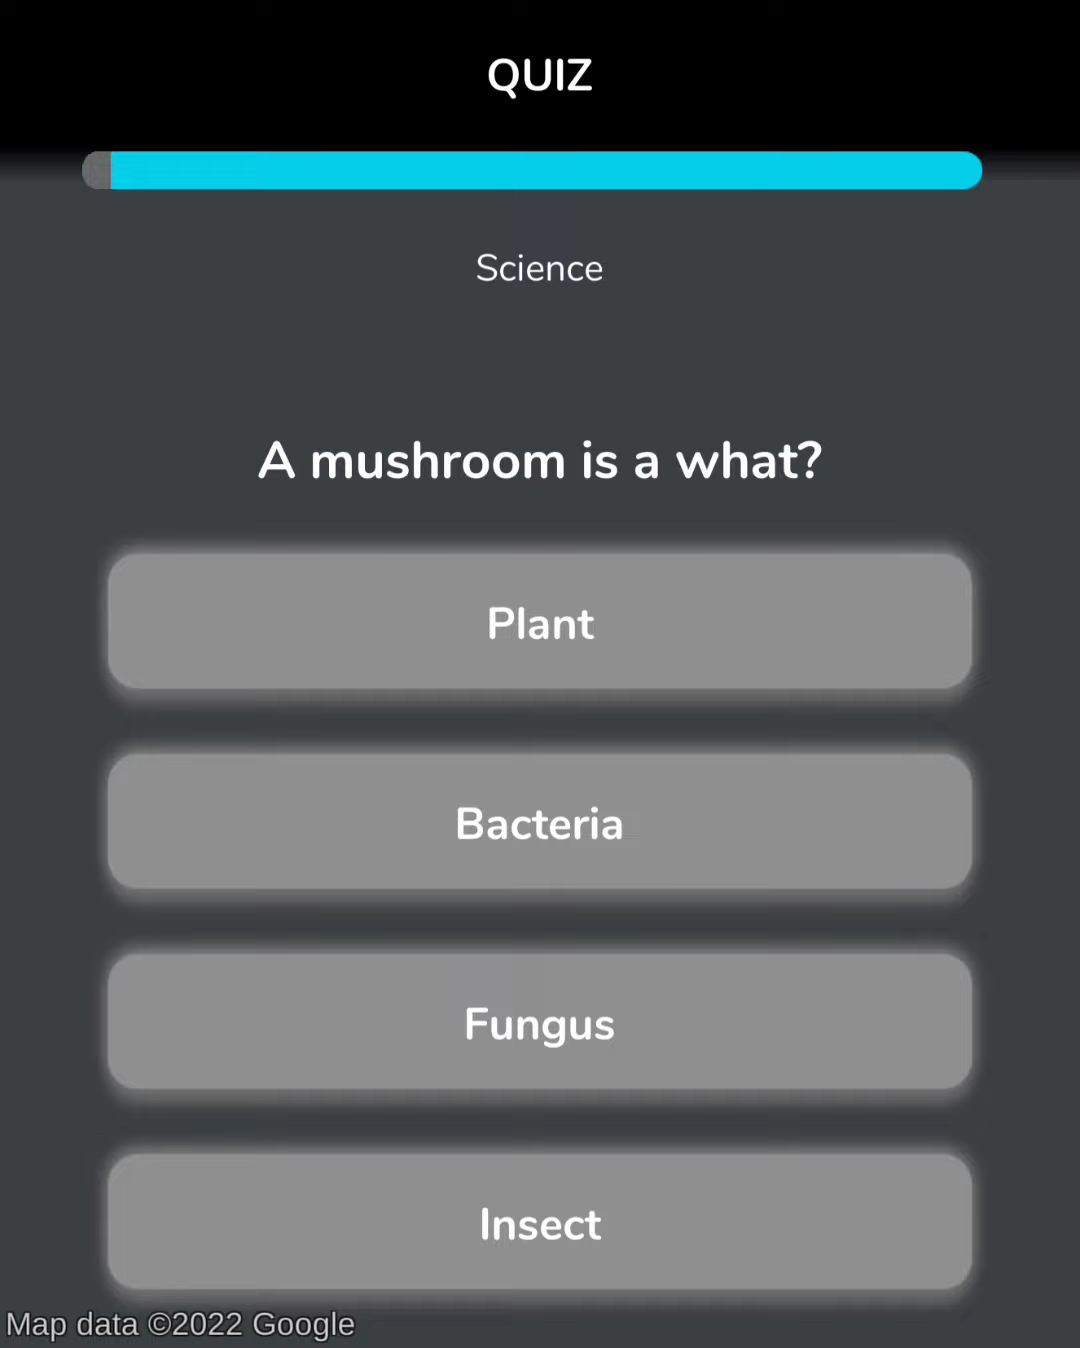 QUIZ
Science
A mushroom is a what?
Plant
Bacteria
Fungus
Insect
Map data ©2022 Google